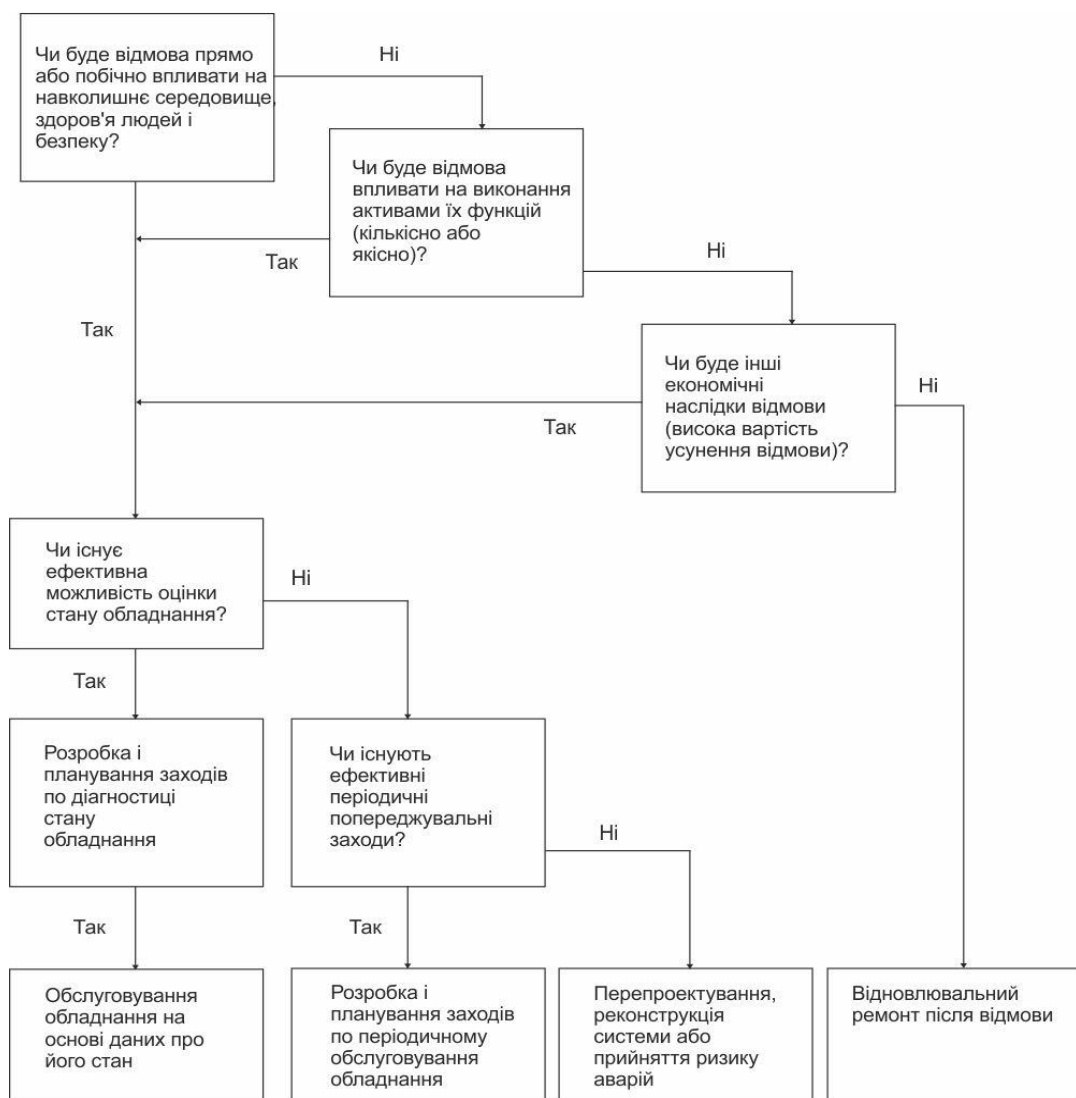 Чи буде відмова прямо
або побічно впливати на
навколишнє середовище,
здоров'я людей і
безпеку?
Ні
Чи буде відмова
впливати на виконання
активами їх функцій
(кількісно або
якісно)?
Так
Ні
Так
Чи буде інші
економічні
наслідки відмови
(висока вартість
усунення відмови)?
Ні
Так
Чи існує
ефективна
можливість оцінки
стану обладнання?
Ні
Так
Розробка і
планування заходів
по діагностиці
стану
обладнання
Чи існують
ефективні
періодичні
попереджувальні
заходи?
Ні
Так
Так
Обслуговування
обладнання на
основі даних про
його стан
Розробка і
планування заходів
по періодичному
обслуговування
обладнання
Перепроектування,
реконструкція
системи або
прийняття ризику
аварій
Відновлювальний
ремонт після відмови